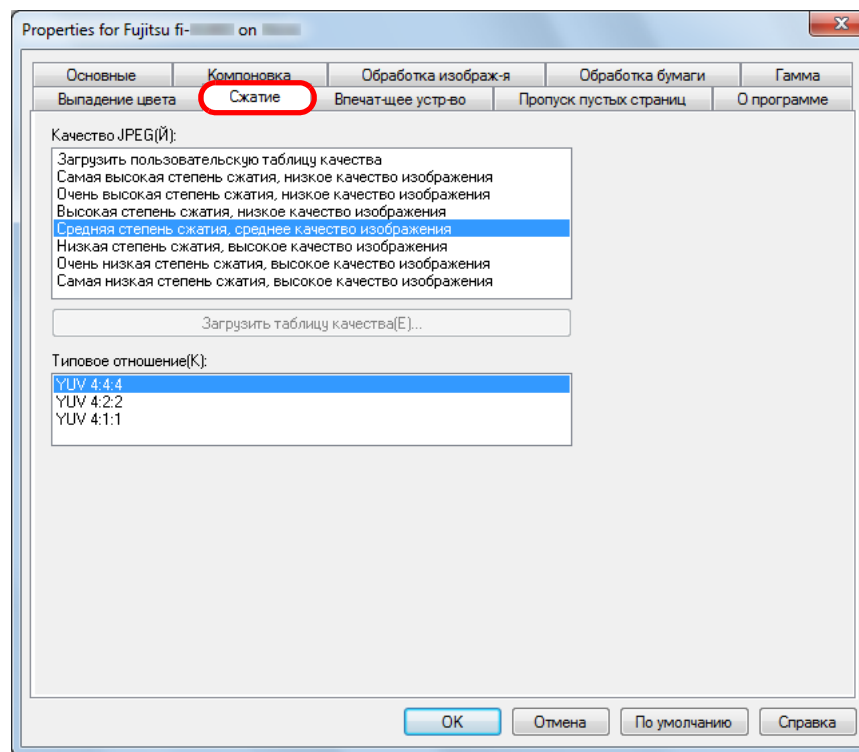 Properties for Fujitsu fi- on
Основные Компоновка Обработка изображ-я Обработка бумаги Гамма
Выпадение цвета Сжатие Впечат-щее устр-во Пропуск пустых страниц О программе
Качество JPEG(Й):
Загрузить пользовательскую таблицу качества
Самая высокая степень сжатия, низкое качество изображения
Очень высокая степень сжатия, низкое качество изображения
Высокая степень сжатия, низкое качество изображения
Средняя степень сжатия, среднее качество изображения
Низкая степень сжатия, высокое качество изображения
Очень низкая степень сжатия, высокое качество изображения
Самая низкая степень сжатия, высокое качество изображения
Загрузить таблицу качества(Е)...
Типовое отношение(К):
YUV 4:4:4
YUV 4:2:2
YUV 4:1:1
OK Отмена По умолчанию Справка